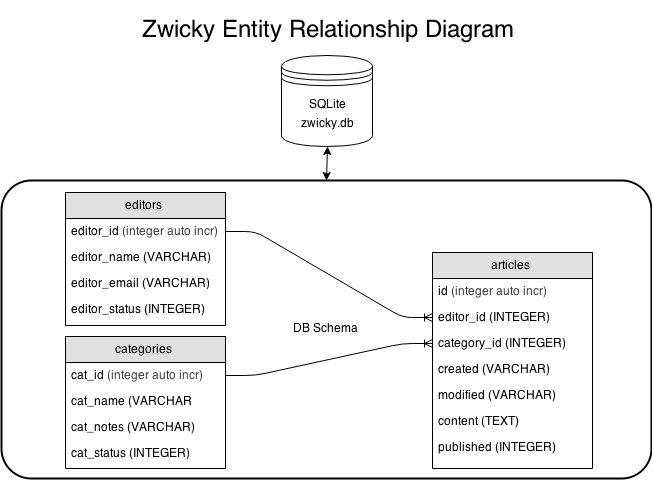 Zwicky Entity Relationship Diagram
SQLite
zwicky.db
editors
editor_id (integer auto incr)
editor_name (VARCHAR)
editor_email (VARCHAR)
editor_status (INTEGER)
categories
cat_id (integer auto incr)
cat_name (VARCHAR
cat_notes (VARCHAR)
cat_status (INTEGER)
DB Schema
articles
id (integer auto incr)
editor_id (INTEGER)
category_id (INTEGER)
created (VARCHAR)
modified (VARCHAR)
content (TEXT)
published (INTEGER)